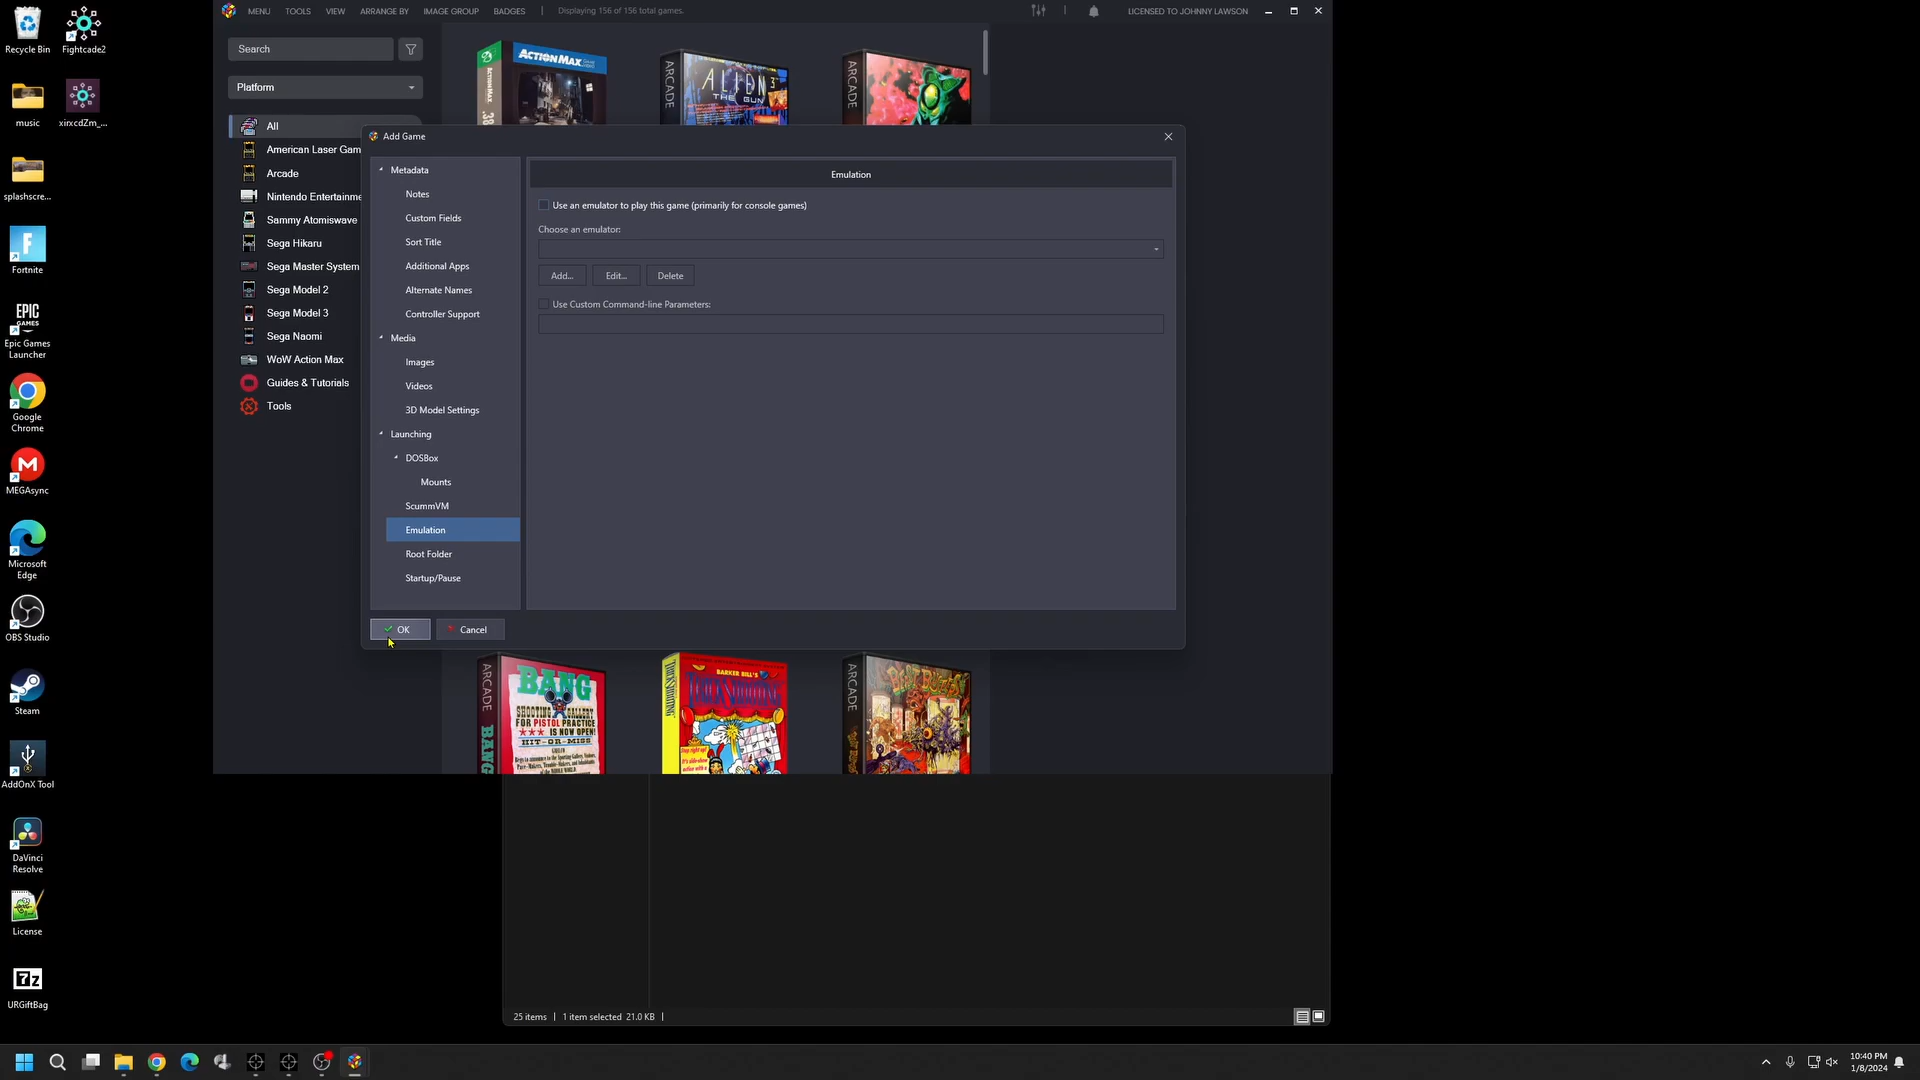 Recycle Bin
Fightcade2
music
xinxcdZm_...
splashscre...
Fortnite
EPIC
GAMES
Epic Games
Launcher
Google
Chrome
MEGAsync
Microsoft
Edge
OBS Studio
Steam
AddOnX Tool
DaVinci
Resolve
License
7z
URGiftBag
MENU
TOOLS
VIEW
ARRANGE BY
IMAGE GROUP
BADGES
Displaying 156 of 156 total games.
LICENSED TO JOHNNY LAWSON
Search
Platform
All
American Laser Gam
Arcade
Nintendo Entertainme
Sammy Atomiswave
Sega Hikaru
Sega Master System
Sega Model 2
Sega Model 3
Sega Naomi
WoW Action Max
Guides & Tutorials
Tools
ACTIONMAX
ARCADE
ALIEN 3
THE GUN
ARCADE
Add Game
Metadata
Notes
Custom Fields
Sort Title
Additional Apps
Alternate Names
Controller Support
Media
Images
Videos
3D Model Settings
Launching
DOSBox
Mounts
ScummVM
Emulation
Root Folder
Startup/Pause
Emulation
Use an emulator to play this game (primarily for console games)
Choose an emulator:
Add...
Edit...
Delete
Use Custom Command-line Parameters:
OK
Cancel
ARCADE
BANG
BANG
SHOOTING GALLERY
FOR PISTOL PRACTICE
*** IS NOW OPEN!
HIT-OR-MISS
BARKER BILL'S
TRICK SHOOTING
ARCADE
25 items
1 item selected 21.0 KB
10:40 PM
1/8/2024